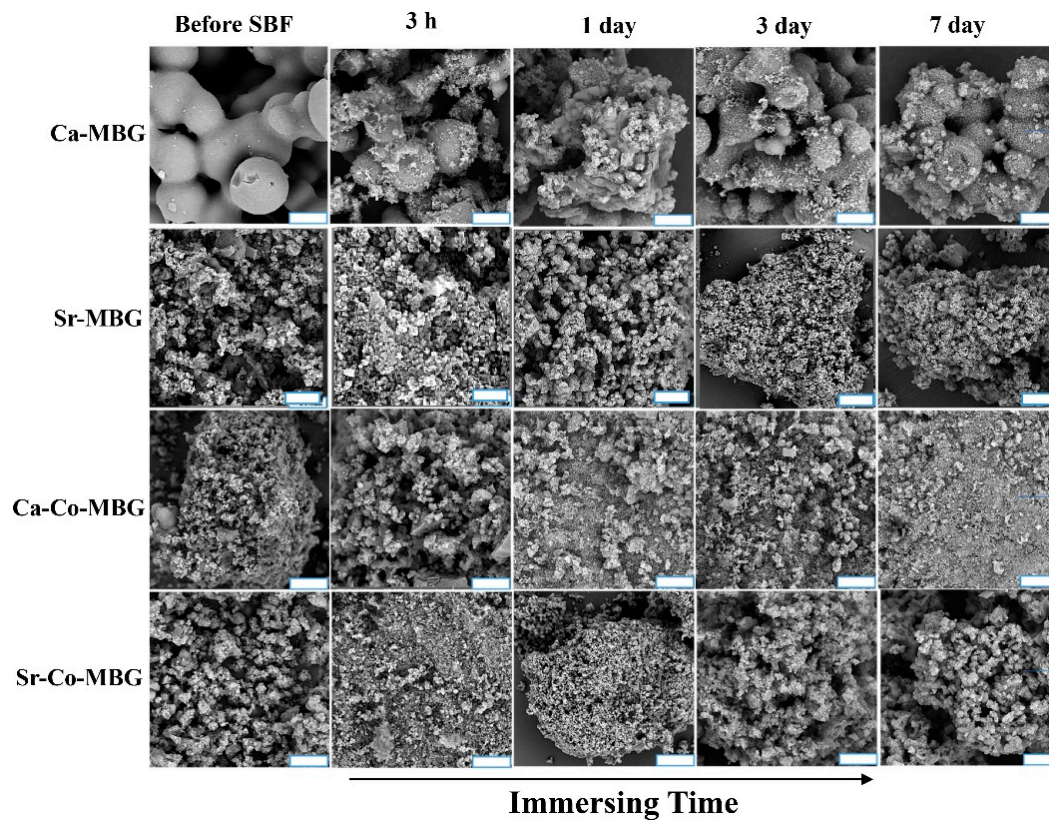 Before SBF
3 h
1 day
3 day
7 day
Ca-MBG
Sr-MBG
Ca-Co-MBG
Sr-Co-MBG
Immersing Time